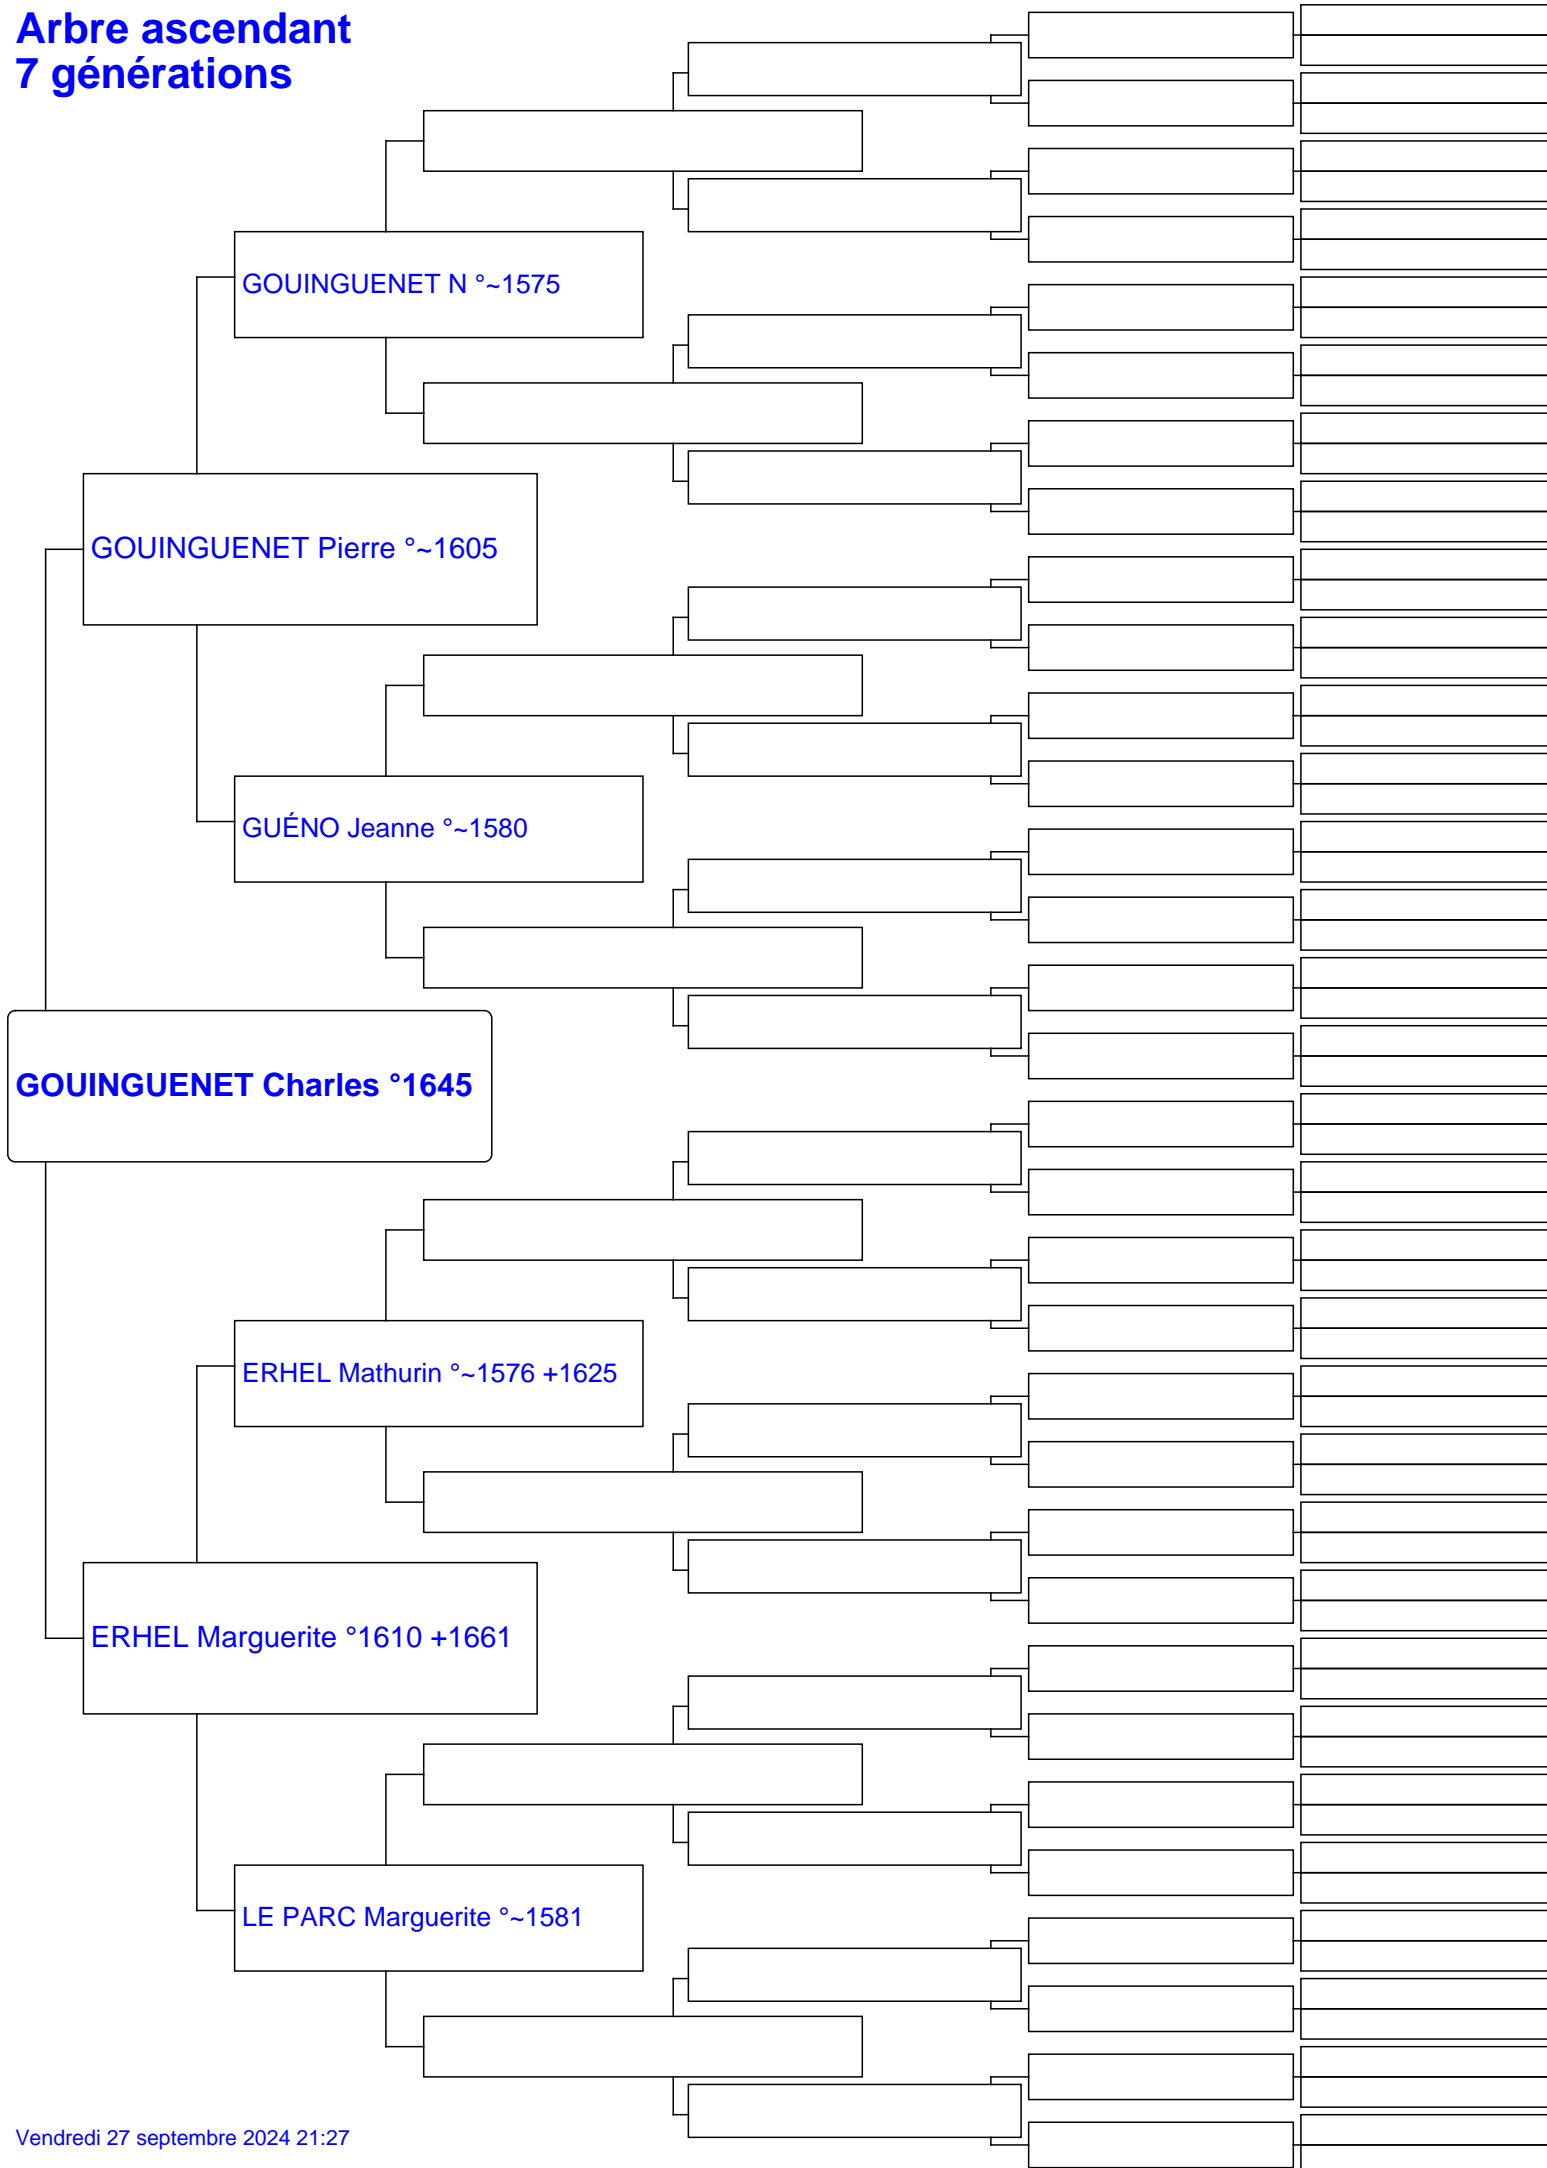 Arbre ascendant
7 générations
GOUINGUENET N °~1575
GOUINGUENET Pierre °~1605
GUÉNO Jeanne °~1580
GOUINGUENET Charles °1645
ERHEL Mathurin °~1576 +1625
ERHEL Marguerite °1610 +1661
LE PARC Marguerite °~1581
Vendredi 27 septembre 2024 21:27